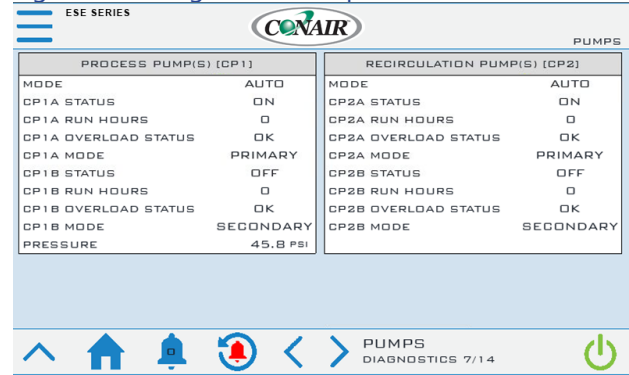 ESE SERIES
CONAIR
PUMPS
PROCESS PUMP(S) [CP1]
MODE AUTO
CP1A STATUS ON
CP1A RUN HOURS 0
CP1A OVERLOAD STATUS OK
CP1A MODE PRIMARY
CP1B STATUS OFF
CP1B RUN HOURS 0
CP1B OVERLOAD STATUS OK
CP1B MODE SECONDARY
PRESSURE 45.8 PSI
RECIRCULATION PUMP(S) [CP2]
MODE AUTO
CP2A STATUS ON
CP2A RUN HOURS 0
CP2A OVERLOAD STATUS OK
CP2A MODE PRIMARY
CP2B STATUS OFF
CP2B RUN HOURS 0
CP2B OVERLOAD STATUS OK
CP2B MODE SECONDARY
0
PUMPS
DIAGNOSTICS 7/14